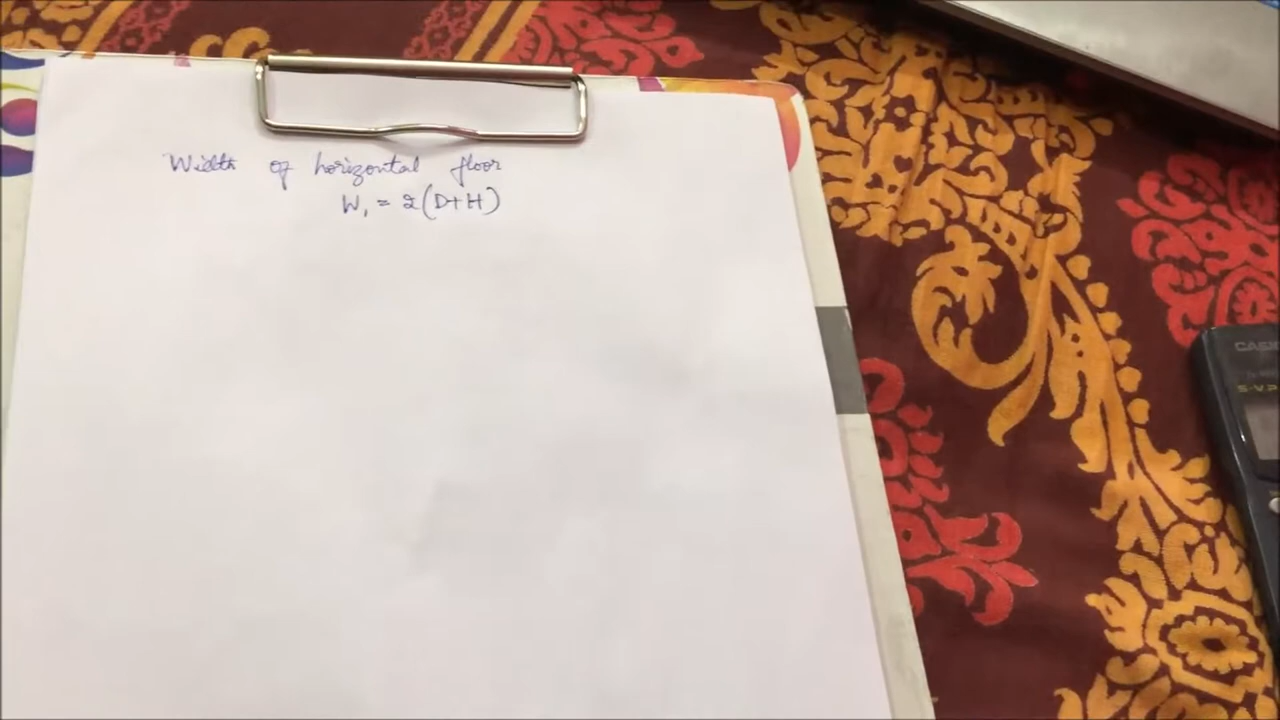 Width of horizontal floor
W₁ = 2(D+H)
S-V.P